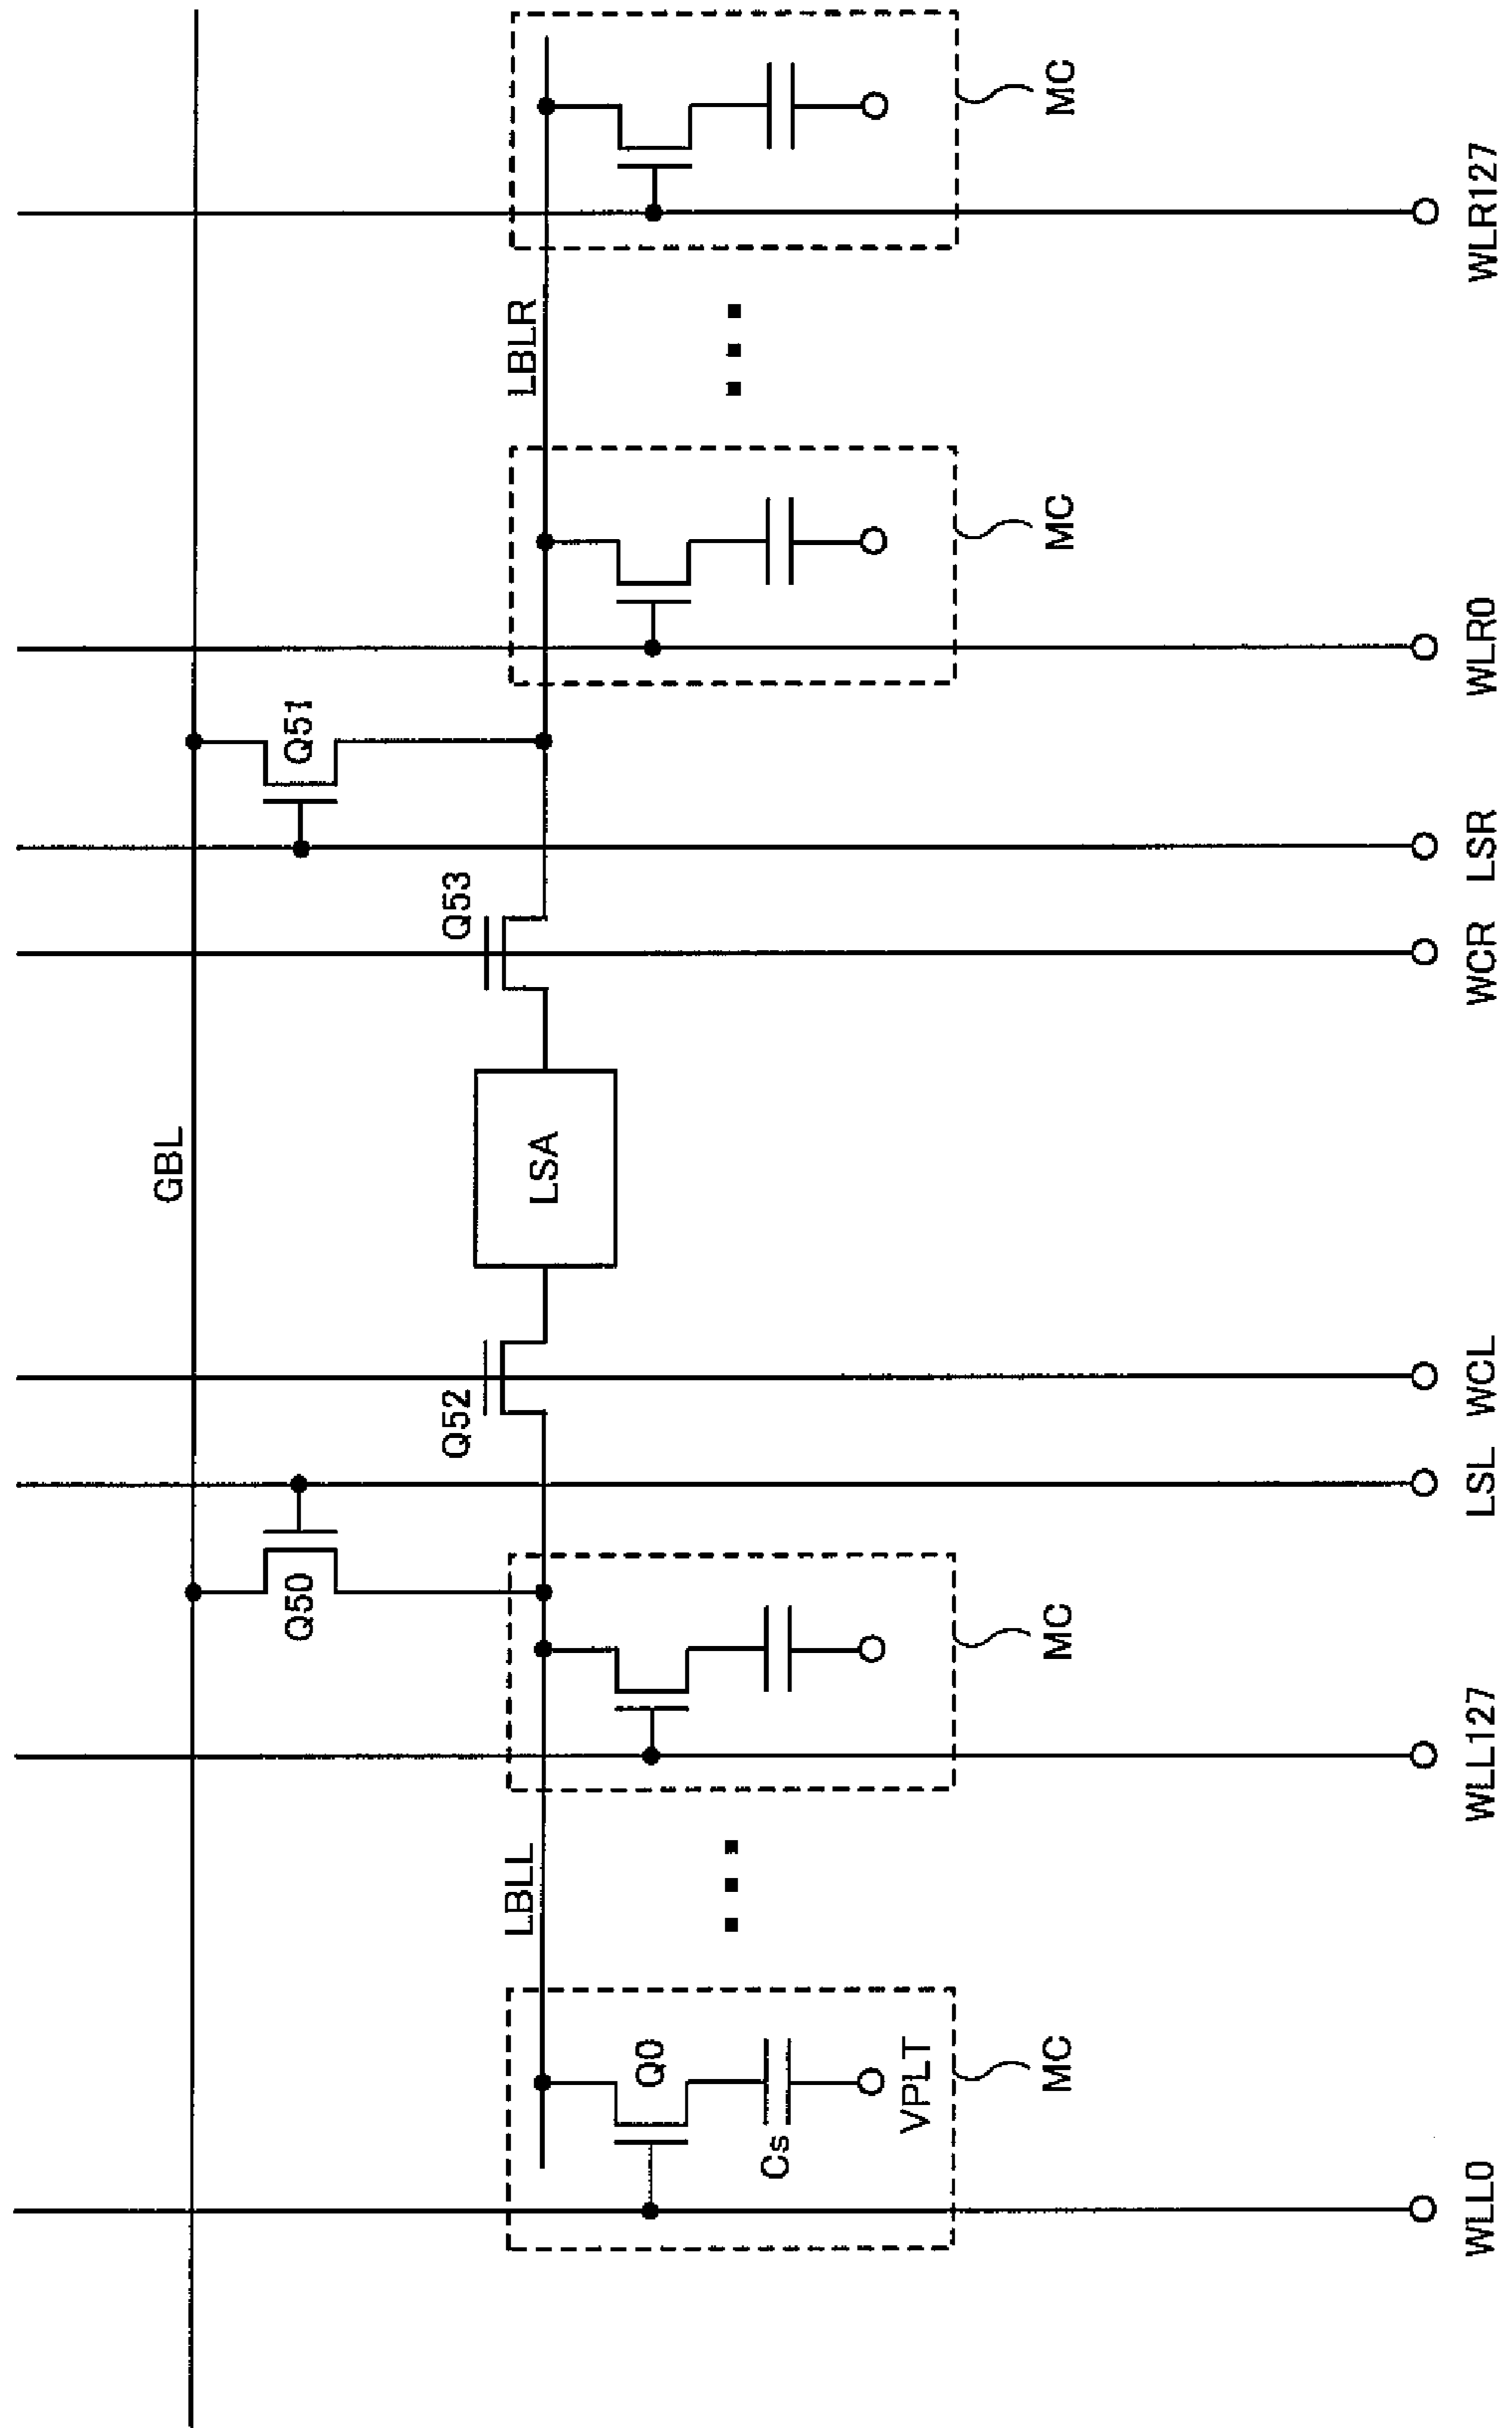 GBL
Q50
Q51
Q52
Q53
LBLL
LSA
LBLR
Q0
Cs
VPLT
MC
MC
MC
MC
WLL0
WLL127
LSL
WCL
WCR
LSR
WLR0
WLR127